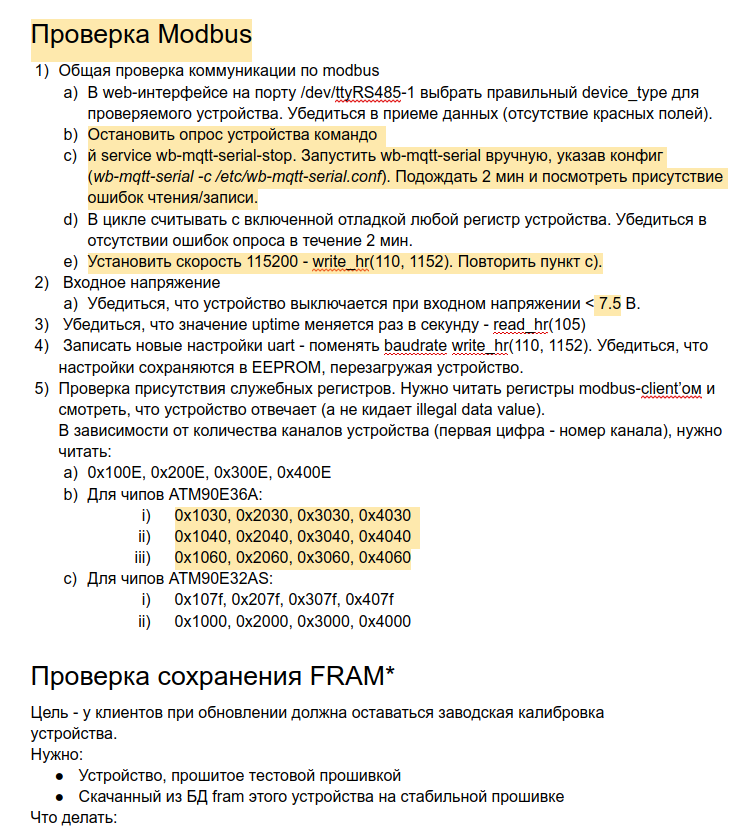 Проверка Modbus
1) Общая проверка коммуникации по modbus
a) В web-интерфейсе на порту /dev/ttyRS485-1 выбрать правильный device_type для
проверяемого устройства. Убедиться в приеме данных (отсутствие красных полей).
b) Остановить опрос устройства командо
c) й service wb-mqtt-serial-stop. Запустить wb-mqtt-serial вручную, указав конфиг
(wb-mqtt-serial -c /etc/wb-mqtt-serial.conf). Подождать 2 мин и посмотреть присутствие
ошибок чтения/записи.
d) В цикле считывать с включенной отладкой любой регистр устройства. Убедиться в
отсутствии ошибок опроса в течение 2 мин.
e) Установить скорость 115200 - write_hr(110, 1152). Повторить пункт c).
2) Входное напряжение
a) Убедиться, что устройство выключается при входном напряжении < 7.5 В.
3) Убедиться, что значение uptime меняется раз в секунду - read_hr(105)
4) Записать новые настройки uart - поменять baudrate write_hr(110, 1152). Убедиться, что
настройки сохраняются в EEPROM, перезагружая устройство.
5) Проверка присутствия служебных регистров. Нужно читать регистры modbus-client’ом и
смотреть, что устройство отвечает (а не кидает illegal data value).
В зависимости от количества каналов устройства (первая цифра - номер канала), нужно
читать:
a) 0x100E, 0x200E, 0x300E, 0x400E
b) Для чипов ATM90E36A:
i) 0x1030, 0x2030, 0x3030, 0x4030
ii) 0x1040, 0x2040, 0x3040, 0x4040
iii) 0x1060, 0x2060, 0x3060, 0x4060
c) Для чипов ATM90E32AS:
i) 0x107f, 0x207f, 0x307f, 0x407f
ii) 0x1000, 0x2000, 0x3000, 0x4000
Проверка сохранения FRAM*
Цель - у клиентов при обновлении должна оставаться заводская калибровка
устройства.
Нужно:
● Устройство, прошитое тестовой прошивкой
● Скачанный из БД fram этого устройства на стабильной прошивке
Что делать: